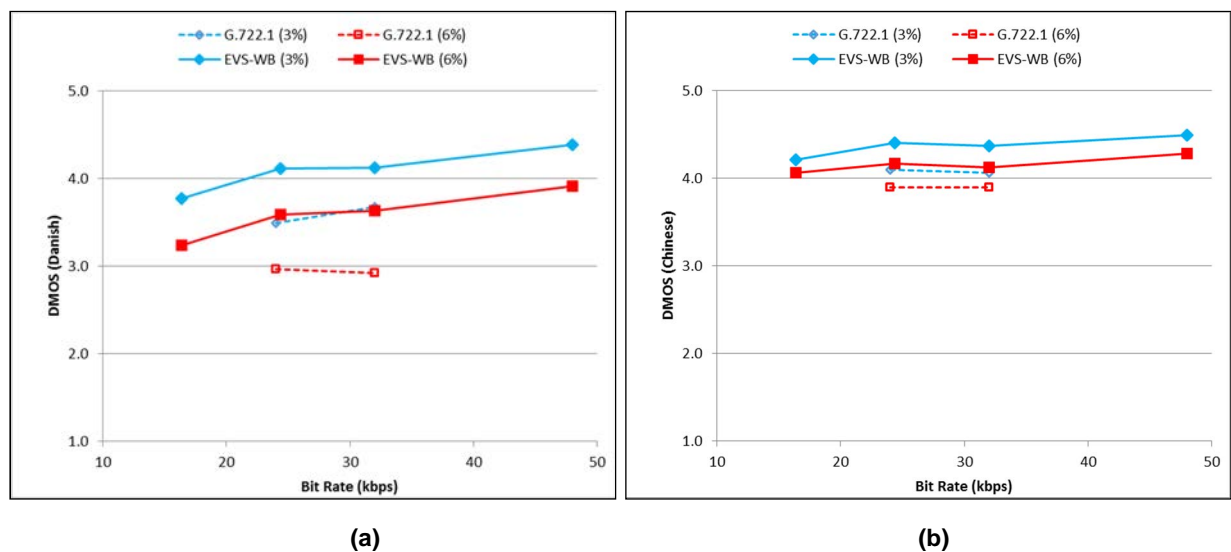 G.722.1 (3%) G.722.1 (6%)
EVS-WB (3%) EVS-WB (6%)
5.0
4.0
3.0
2.0
1.0
DMOS (Danish)
10 20 30 40 50
Bit Rate (kbps)
(a)
G.722.1 (3%) G.722.1 (6%)
EVS-WB (3%) EVS-WB (6%)
5.0
4.0
3.0
2.0
1.0
DMOS (Chinese)
10 20 30 40 50
Bit Rate (kbps)
(b)